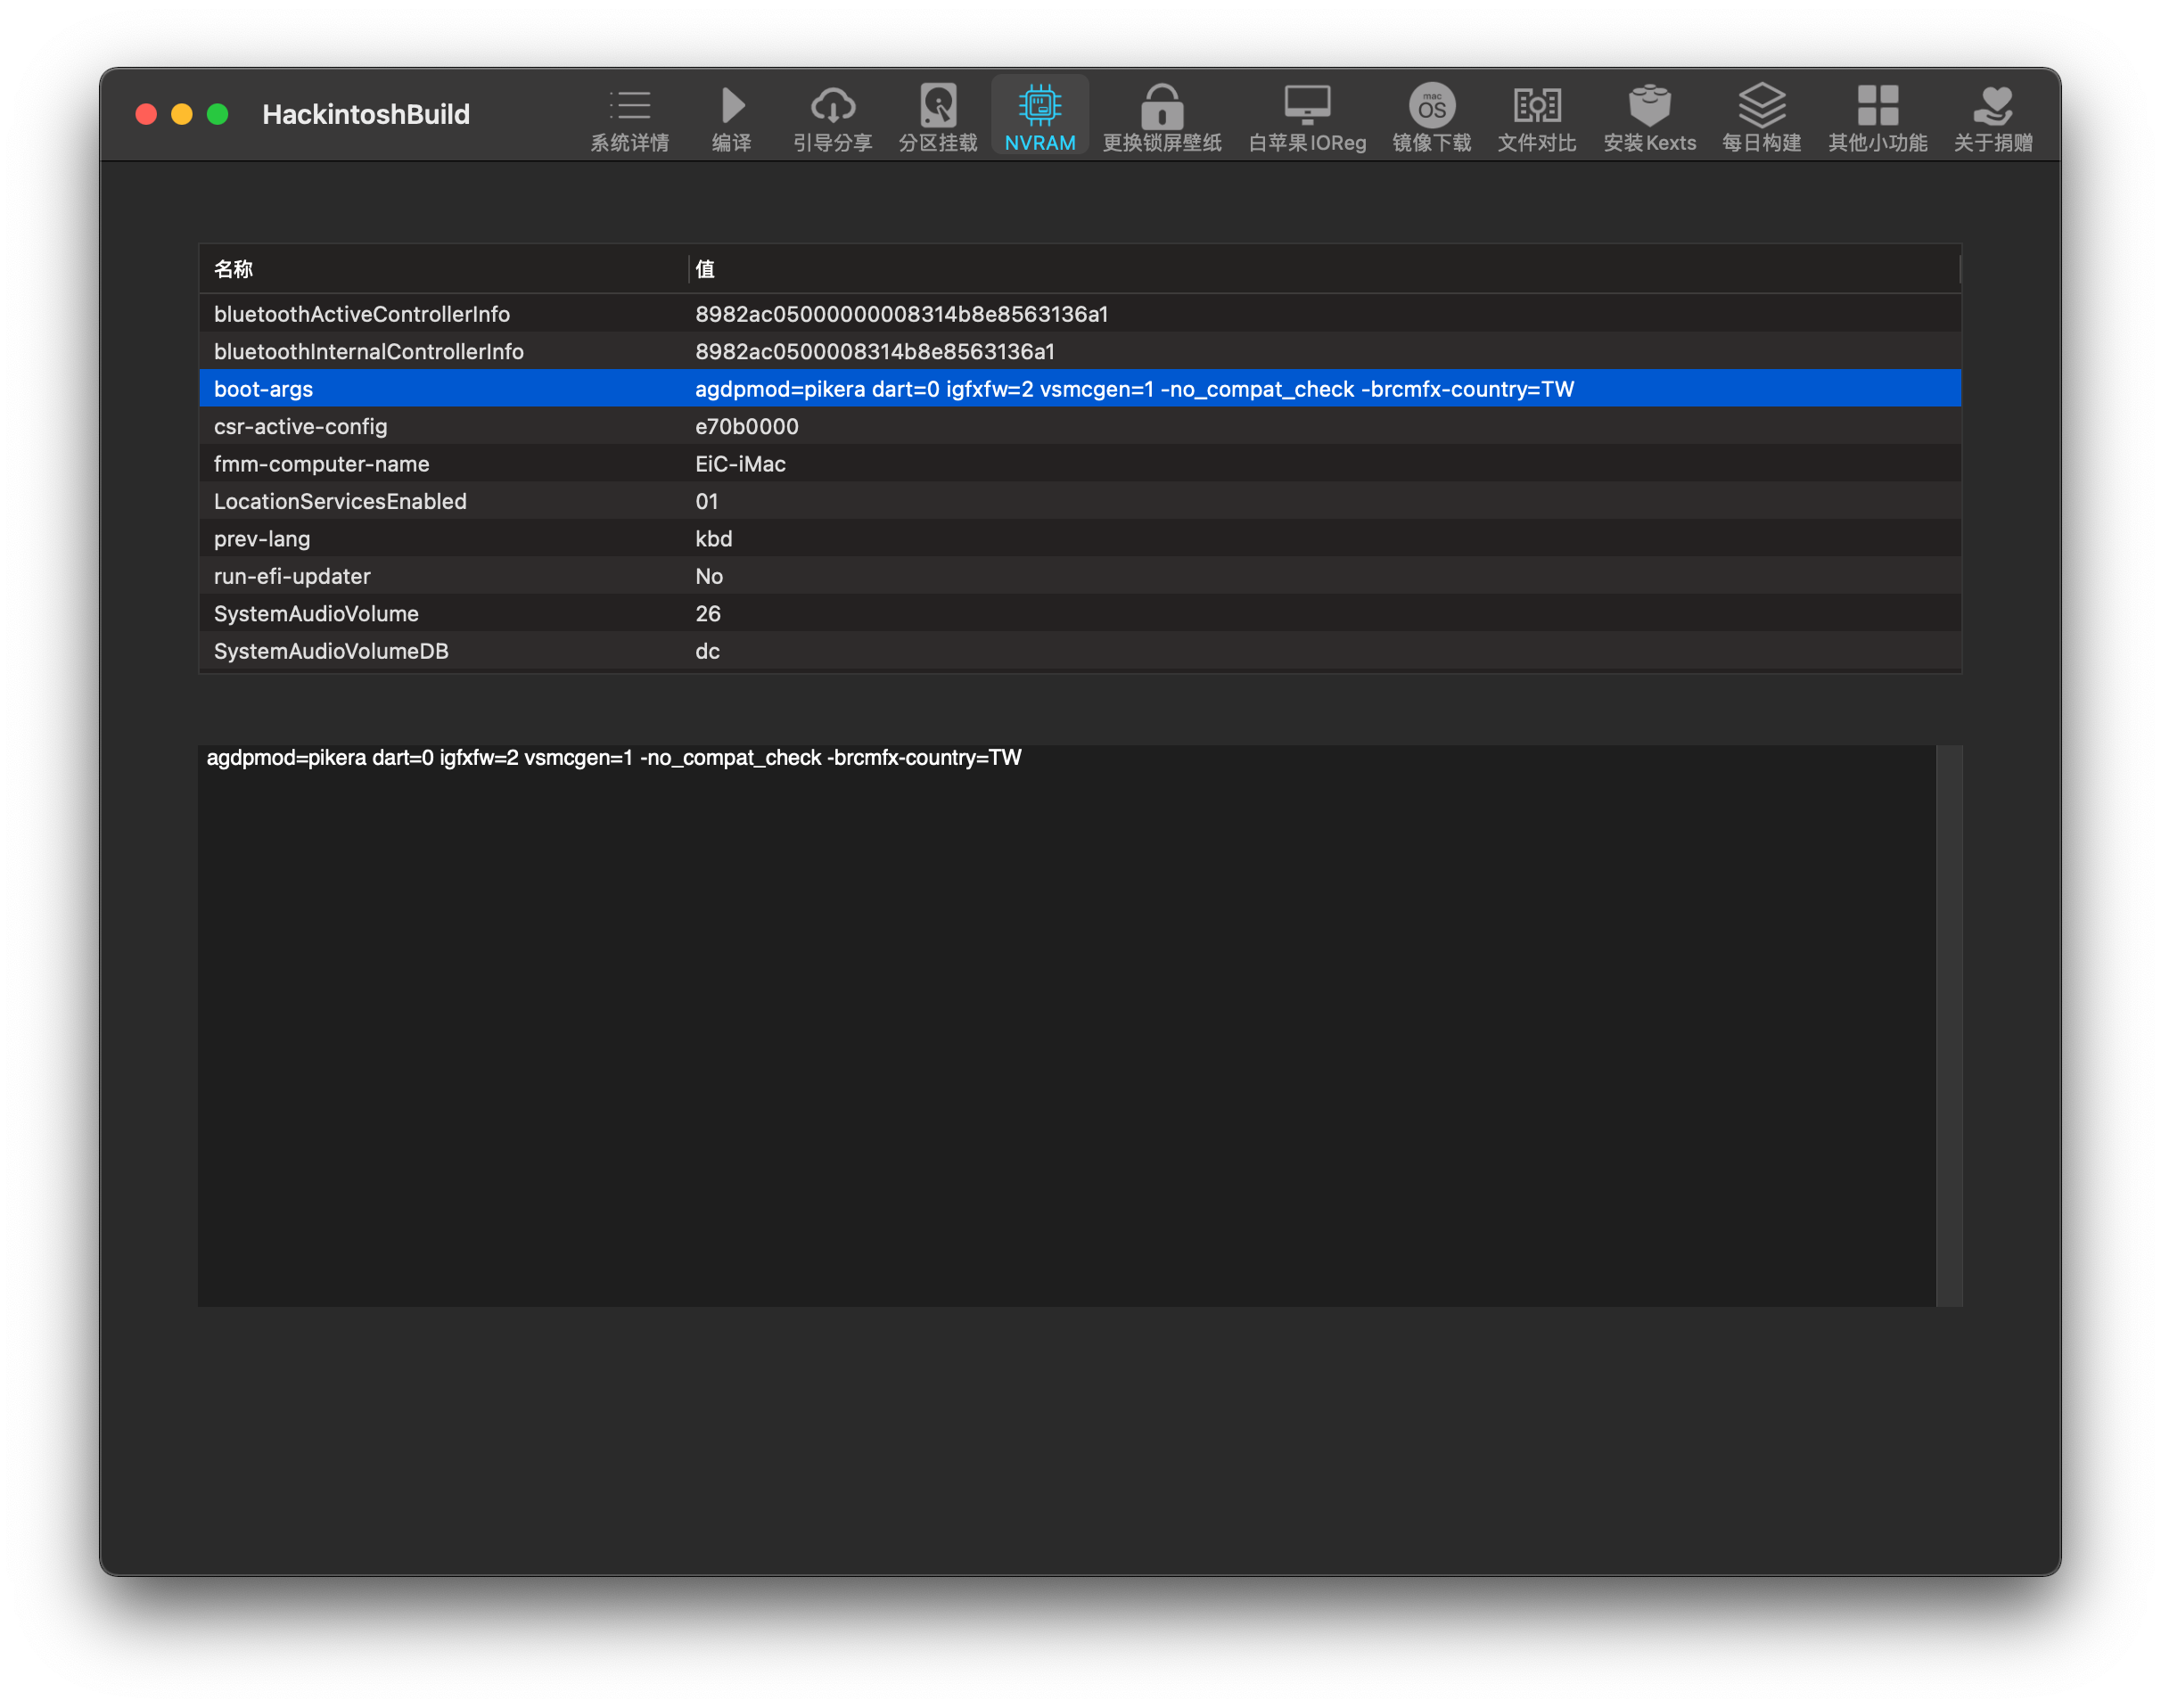 HackintoshBuild
系统详情 编译 引导分享 分区挂载 NVRAM 更换锁屏壁纸 白苹果IOReg mac OS 镜像下载 文件对比 安装Kexts 每日构建 其他小功能 关于捐赠
名称 值
bluetoothActiveControllerInfo 8982ac05000000008314b8e8563136a1
bluetoothInternalControllerInfo 8982ac0500008314b8e8563136a1
boot-args agdpmod=pikera dart=0 igfxfw=2 vsmcgen=1 -no_compat_check -brcmfx-country=TW
csr-active-config e70b0000
fmm-computer-name EiC-iMac
LocationServicesEnabled 01
prev-lang kbd
run-efi-updater No
SystemAudioVolume 26
SystemAudioVolumeDB dc
agdpmod=pikera dart=0 igfxfw=2 vsmcgen=1 -no_compat_check -brcmfx-country=TW